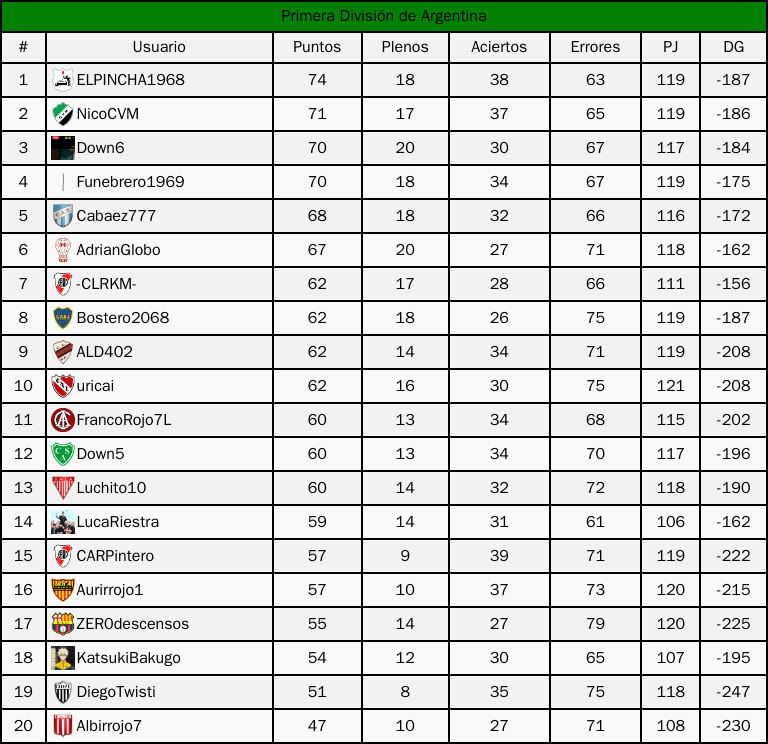 Primera División de Argentina
# Usuario Puntos Plenos Aciertos Errores PJ DG
1 ELPINCHA1968 74 18 38 63 119 -187
2 NicoCVM 71 17 37 65 119 -186
3 Down6 70 20 30 67 117 -184
4 Funebrero1969 70 18 34 67 119 -175
5 Cabaez777 68 18 32 66 116 -172
6 AdrianGlobo 67 20 27 71 118 -162
7 -CLRKM- 62 17 28 66 111 -156
8 Bostero2068 62 18 26 75 119 -187
9 ALD402 62 14 34 71 119 -208
10 uricai 62 16 30 75 121 -208
11 FrancoRojo7L 60 13 34 68 115 -202
12 Down5 60 13 34 70 117 -196
13 Luchito10 60 14 32 72 118 -190
14 LucaRiestra 59 14 31 61 106 -162
15 CARPintero 57 9 39 71 119 -222
16 Aurirrojo1 57 10 37 73 120 -215
17 ZER0descensos 55 14 27 79 120 -225
18 KatsukiBakugo 54 12 30 65 107 -195
19 DiegoTwisti 51 8 35 75 118 -247
20 Albirrojo7 47 10 27 71 108 -230